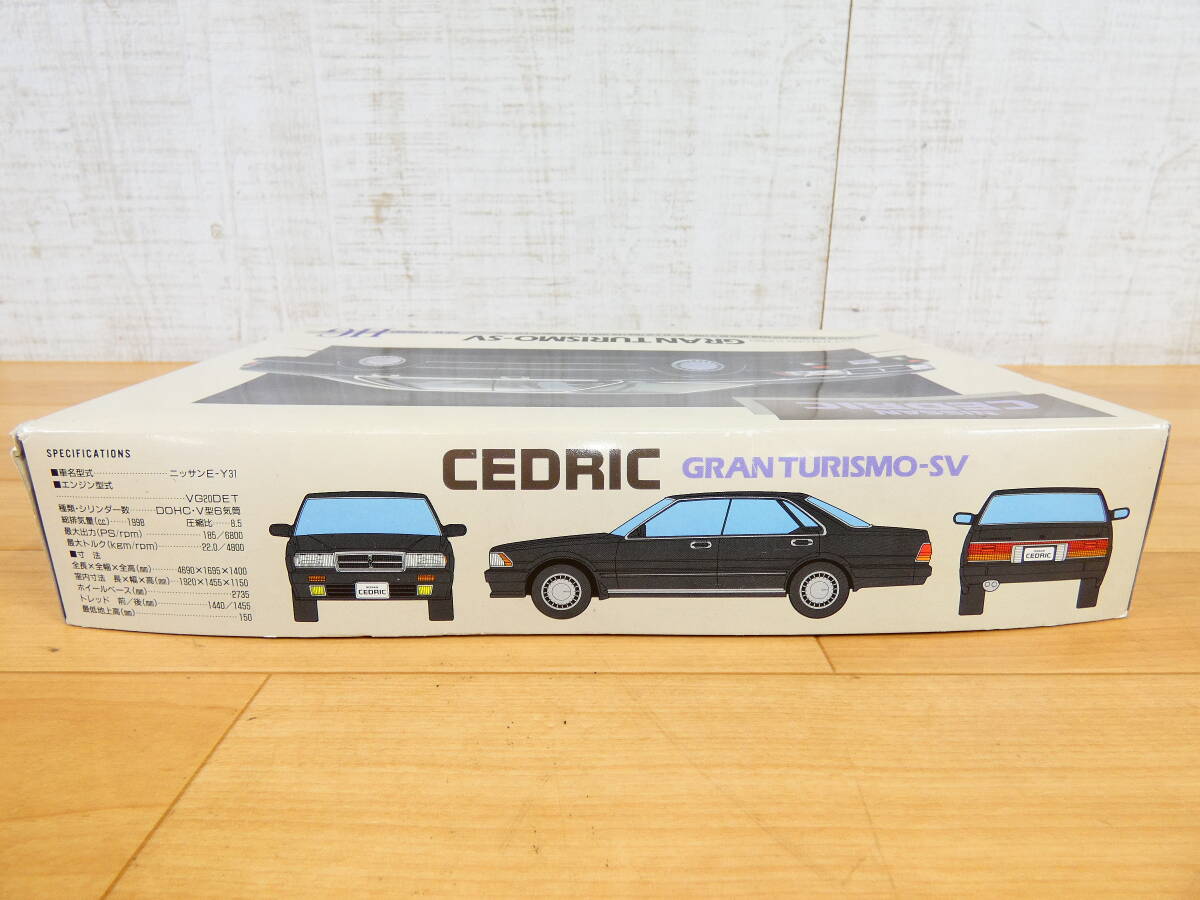 HG
GRAN TURISMO-SV
NISSAN
CEDRIC
SPECIFICATIONS
■車名型式……………ニッサンE-Y31
■エンジン型式
……………VG20DET
種類・シリンダー数……DOHC・V型6気筒
総排気量(cc)……1998 圧縮比……8.5
最大出力(PS/rpm)……185/6800
最大トルク(kgm/rpm)……22.0/4800
■寸 法
全長×全幅×全高(㎜)……4690×1695×1400
室内寸法 長×幅×高(㎜)…1920×1455×1150
ホイールベース(㎜)……2735
トレッド 前/後(㎜)……1440/1455
最低地上高(㎜)……150
CEDRIC GRAN TURISMO-SV
CEDRIC
CEDRIC